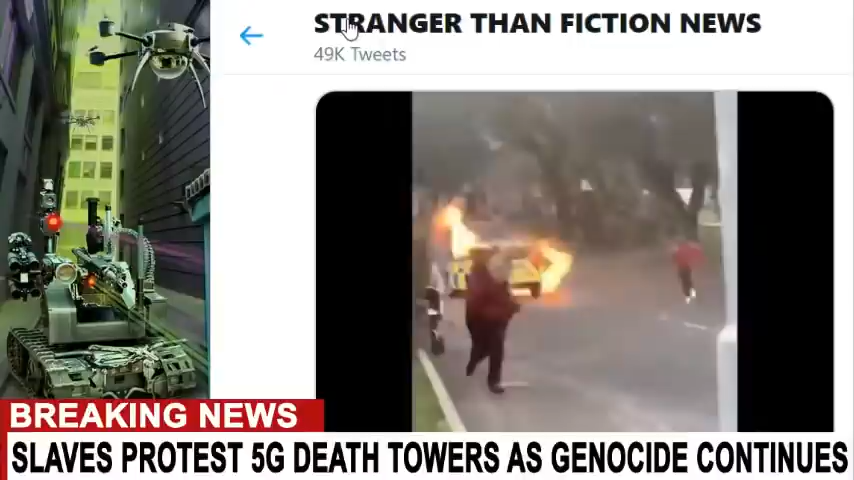 STRANGER THAN FICTION NEWS
49K Tweets
BREAKING NEWS
SLAVES PROTEST 5G DEATH TOWERS AS GENOCIDE CONTINUES